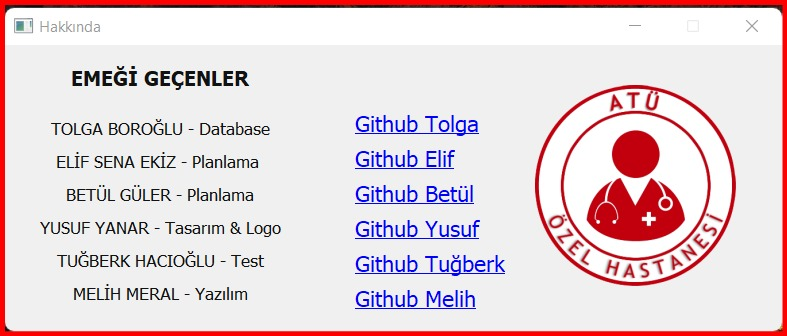 Hakkında
EMEĞİ GEÇENLER
TOLGA BOROĞLU - Database
ELİF SENA EKİZ - Planlama
BETÜL GÜLER - Planlama
YUSUF YANAR - Tasarım & Logo
TUĞBERK HACIOĞLU - Test
MELİH MERAL - Yazılım
Github Tolga
Github Elif
Github Betül
Github Yusuf
Github Tuğberk
Github Melih
ATÜ
ÖZEL HASTANESİ